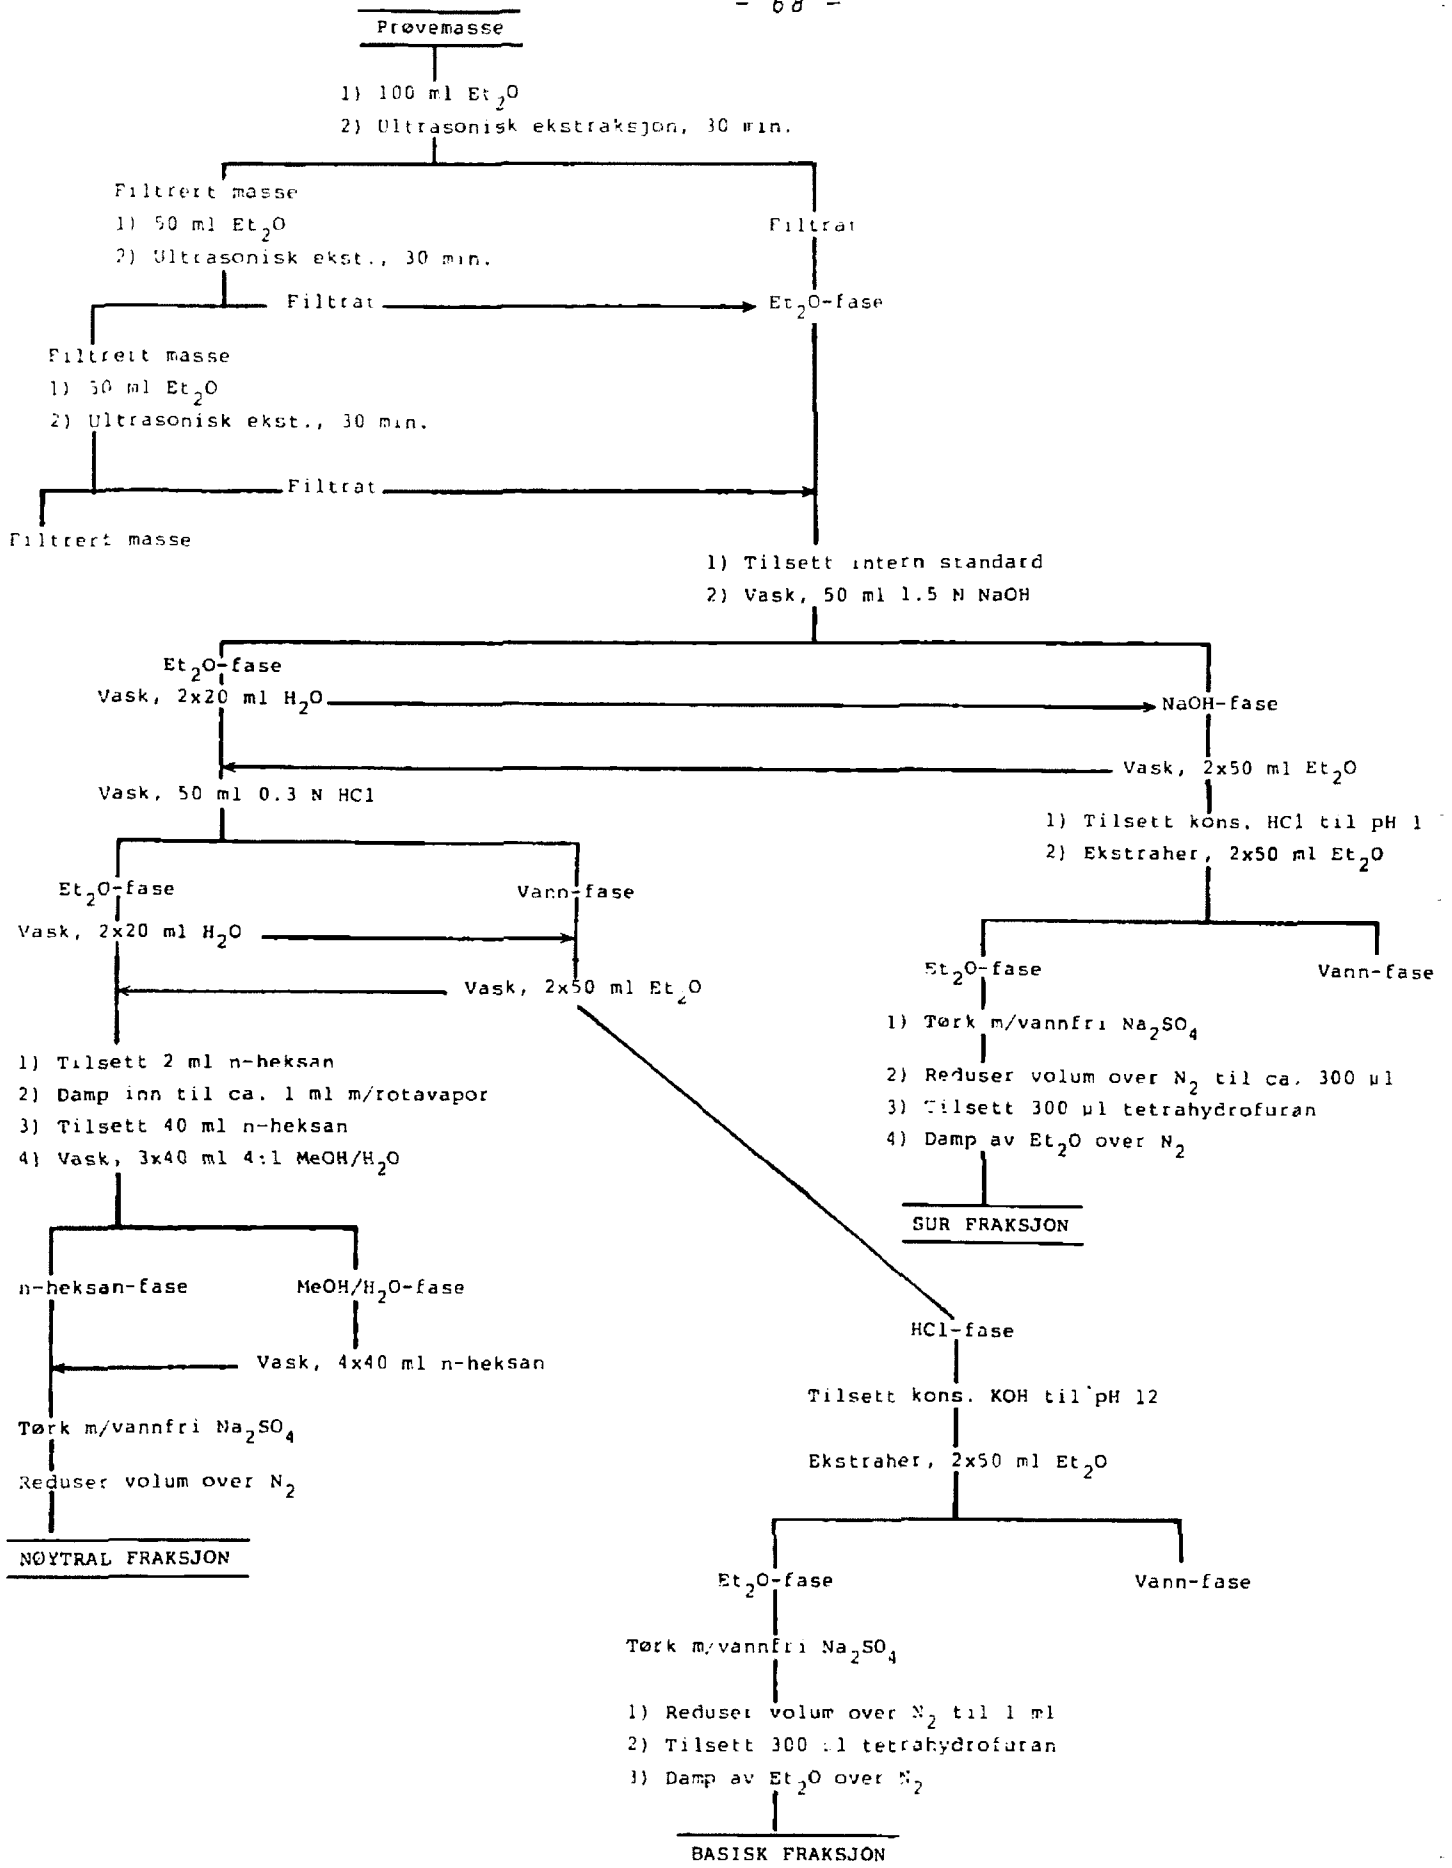 - 68 -
Prøvemasse
1) 100 ml Et2O
2) Ultrasonisk ekstraksjon, 30 min.
Filtrert masse
1) 50 ml Et2O
2) Ultrasonisk ekst., 30 min.
Filtrat
Filtrat
Et2O-fase
Filtrert masse
1) 50 ml Et2O
2) Ultrasonisk ekst., 30 min.
Filtrat
Filtrert masse
1) Tilsett intern standard
2) Vask, 50 ml 1.5 N NaOH
Et2O-fase
Vask, 2x20 ml H2O
NaOH-fase
Vask, 2x50 ml Et2O
Vask, 50 ml 0.3 N HCl
1) Tilsett kons. HCl til pH 1
2) Ekstraher, 2x50 ml Et2O
Et2O-fase
Vann-fase
Vask, 2x20 ml H2O
Vask, 2x50 ml Et2O
Et2O-fase
Vann-fase
1) Tørk m/vannfri Na2SO4
2) Reduser volum over N2 til ca. 300 µl
3) Tilsett 300 µl tetrahydrofuran
4) Damp av Et2O over N2
SUR FRAKSJON
1) Tilsett 2 ml n-heksan
2) Damp inn til ca. 1 ml m/rotavapor
3) Tilsett 40 ml n-heksan
4) Vask, 3x40 ml 4:1 MeOH/H2O
n-heksan-fase
MeOH/H2O-fase
Vask, 4x40 ml n-heksan
Tørk m/vannfri Na2SO4
Reduser volum over N2
NØYTRAL FRAKSJON
HCl-fase
Tilsett kons. KOH til pH 12
Ekstraher, 2x50 ml Et2O
Et2O-fase
Vann-fase
Tørk m/vannfri Na2SO4
1) Reduser volum over N2 til 1 ml
2) Tilsett 300 µl tetrahydrofuran
3) Damp av Et2O over N2
BASISK FRAKSJON